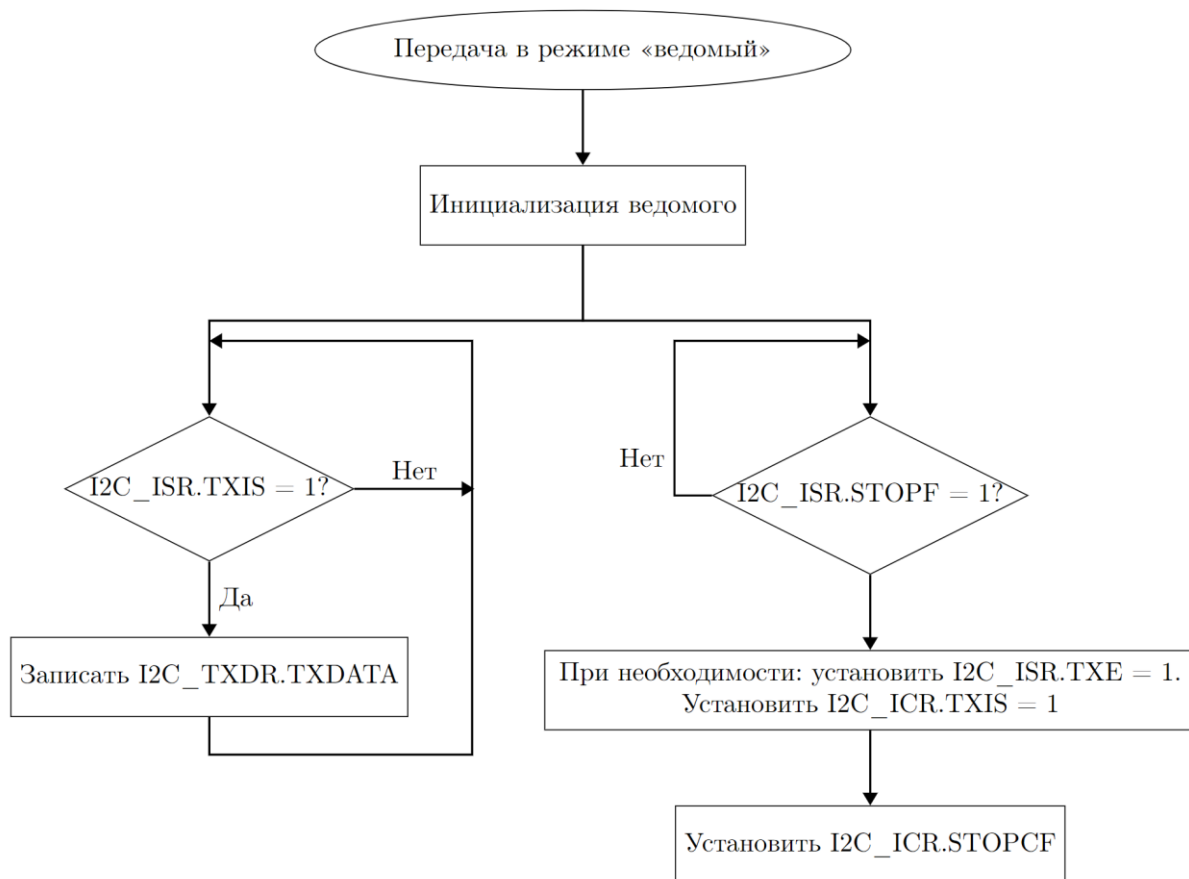 Передача в режиме «ведомый»
Инициализация ведомого
I2C_ISR.TXIS = 1?
Нет
Да
Записать I2C_TXDR.TXDATA
Нет
I2C_ISR.STOPF = 1?
При необходимости: установить I2C_ISR.TXE = 1.
Установить I2C_ICR.TXIS = 1
Установить I2C_ICR.STOPCF